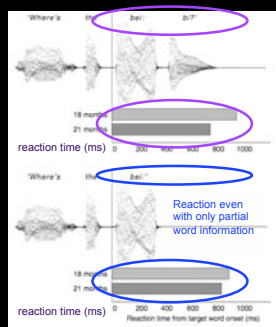 "Where's the bei: bi?"
18 months
21 months
reaction time (ms)
0 200 400 600 800 1000
"Where's the bei:"
Reaction even
with only partial
word information
18 months
21 months
reaction time (ms)
0 200 400 600 800 1000
Reaction time from target word onset (ms)